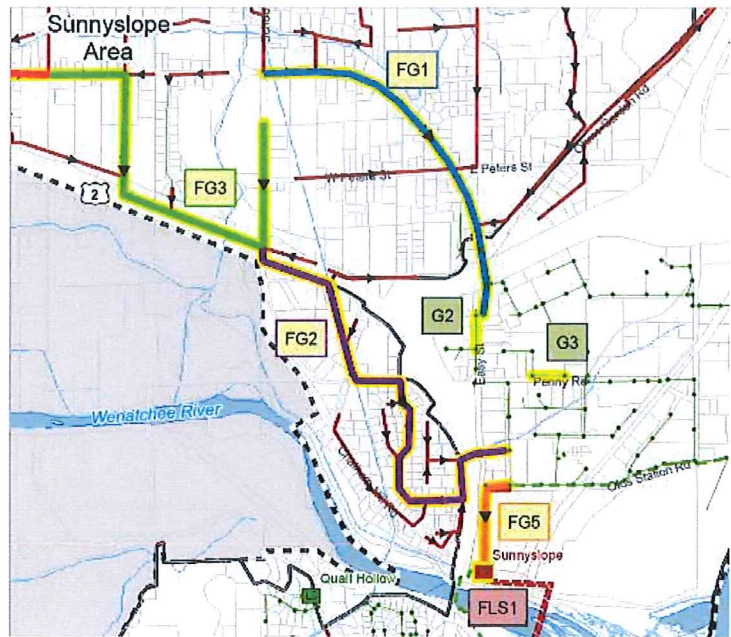 Sunnyslope
Area
FG1
W Peters St
E Peters St
FG3
2
G2
G3
FG2
Easy St
Penny Rd
Wenatchee River
Olds Station Rd
FG5
Sunnyslope
Quail Hollow
FLS1